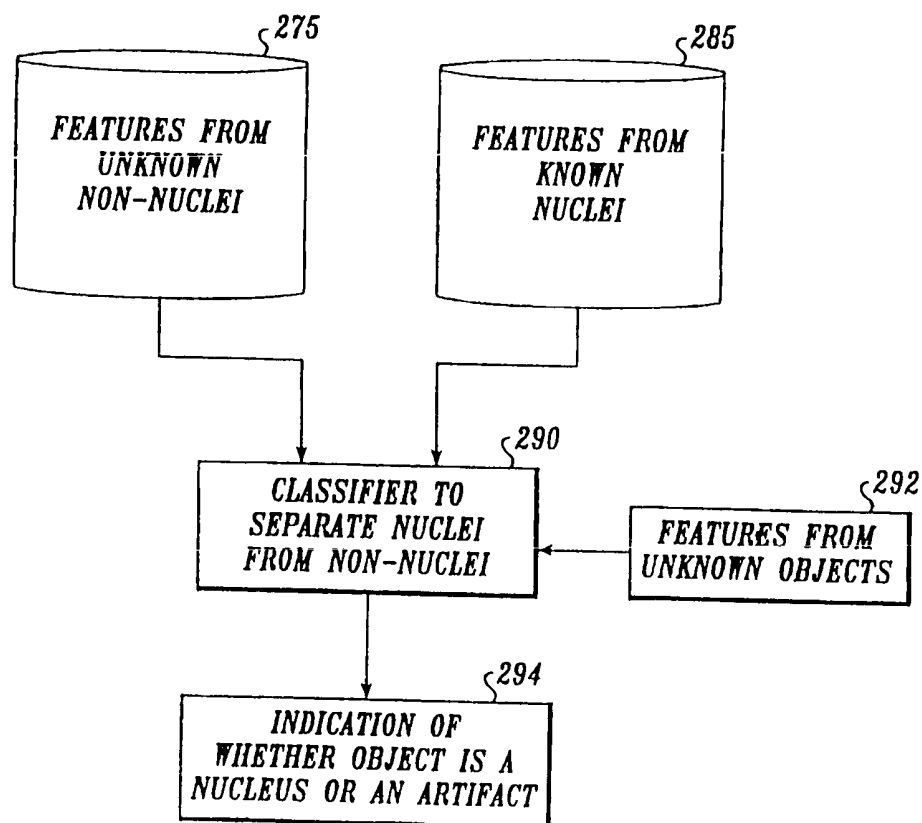 275
FEATURES FROM
UNKNOWN
NON-NUCLEI
285
FEATURES FROM
KNOWN
NUCLEI
290
CLASSIFIER TO
SEPARATE NUCLEI
FROM NON-NUCLEI
292
FEATURES FROM
UNKNOWN OBJECTS
294
INDICATION OF
WHETHER OBJECT IS A
NUCLEUS OR AN ARTIFACT